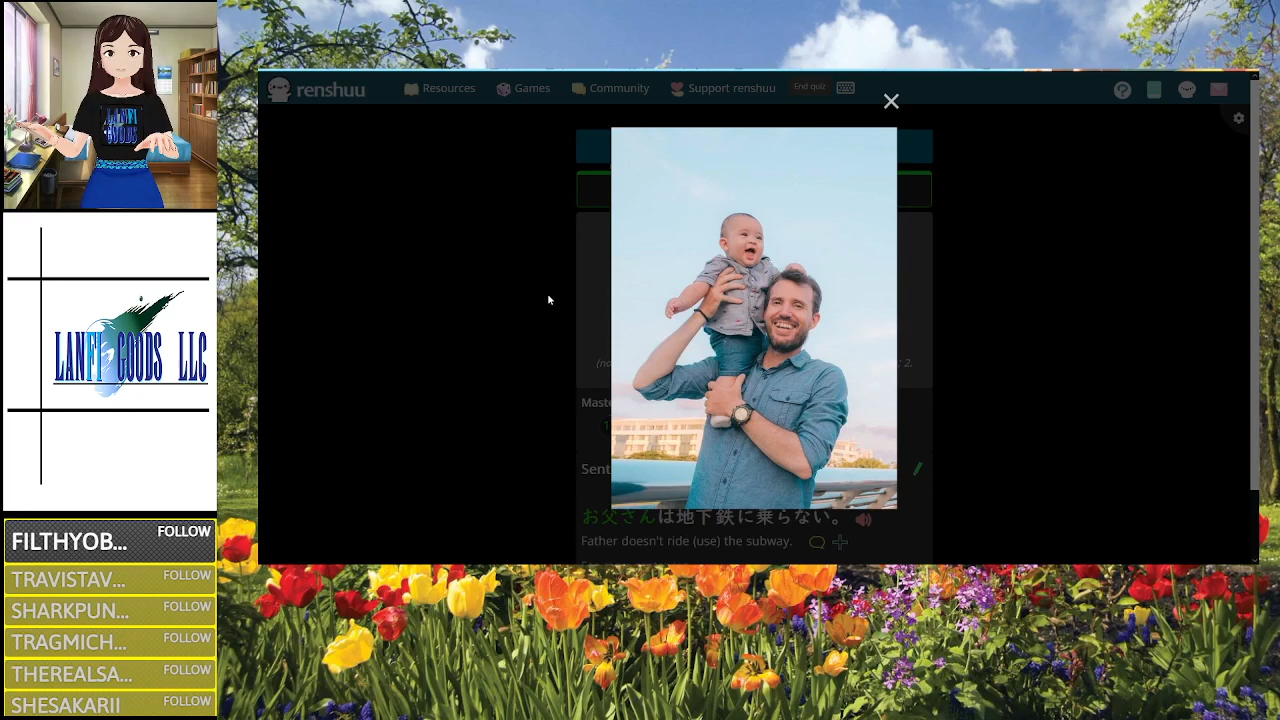 LANFI
GOODS
renshuu
Resources
Games
Community
Support renshuu
End quiz
LANFI GOODS LLC
2.
Sent
お父さんは地下鉄に乗らない。
Father doesn't ride (use) the subway.
FILTHYOB... FOLLOW
TRAVISTAV... FOLLOW
SHARKPUN... FOLLOW
TRAGMICH... FOLLOW
THEREALSA... FOLLOW
SHESAKARII FOLLOW